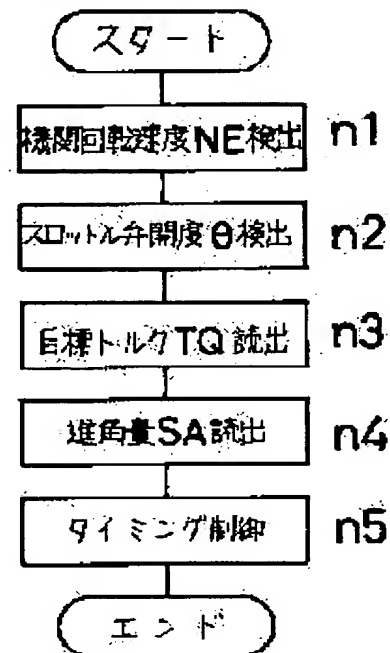 スタート
機関回転速度NE検出 n1
スロットル弁開度θ検出 n2
目標トルクTQ読出 n3
進角量SA読出 n4
タイミング制御 n5
エンド